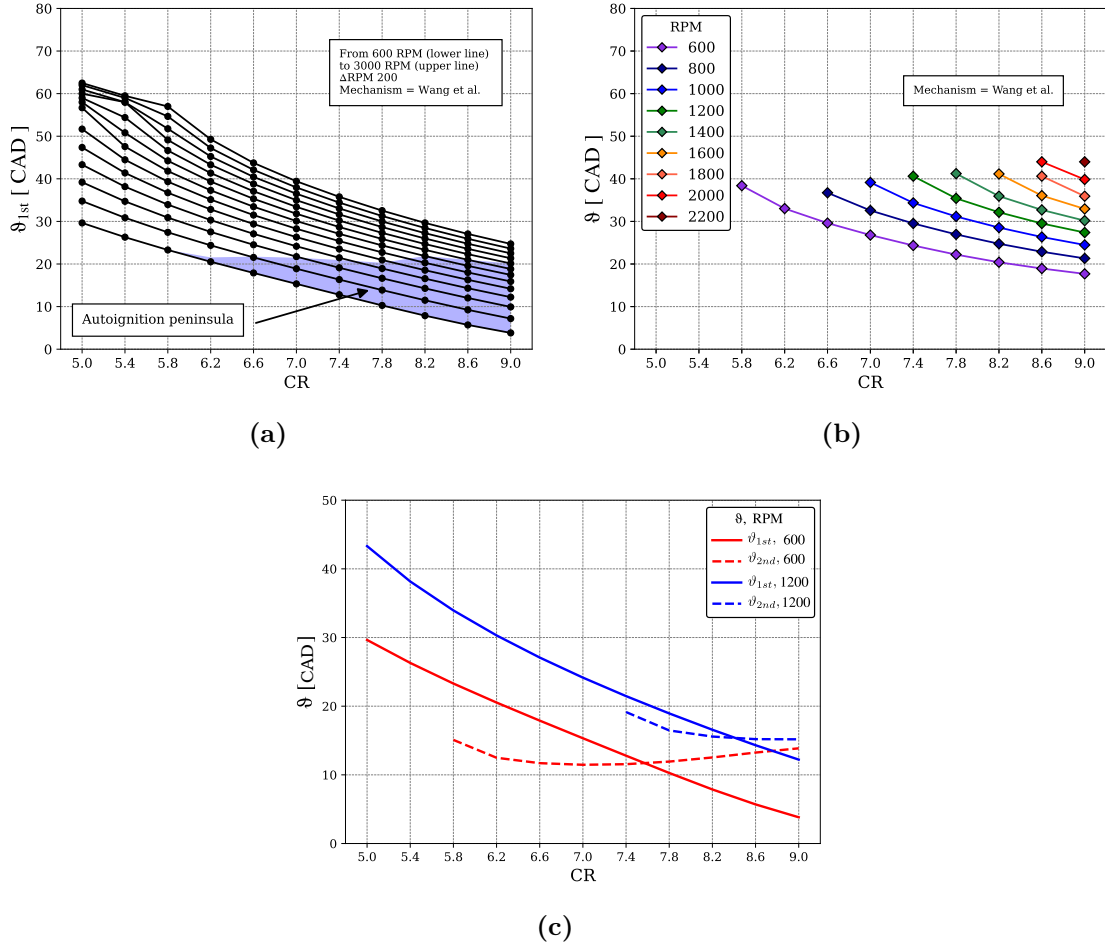 80
70
60
50
40
30
20
10
0
ϑ1st [ CAD ]
From 600 RPM (lower line)
to 3000 RPM (upper line)
ΔRPM 200
Mechanism = Wang et al.
Autoignition peninsula
5.0 5.4 5.8 6.2 6.6 7.0 7.4 7.8 8.2 8.6 9.0
CR
(a)
80
70
60
50
40
30
20
10
0
ϑ [ CAD ]
RPM
600
800
1000
1200
1400
1600
1800
2000
2200
Mechanism = Wang et al.
5.0 5.4 5.8 6.2 6.6 7.0 7.4 7.8 8.2 8.6 9.0
CR
(b)
50
40
30
20
10
0
ϑ [CAD ]
ϑ, RPM
ϑ1st, 600
ϑ2nd, 600
ϑ1st, 1200
ϑ2nd, 1200
5.0 5.4 5.8 6.2 6.6 7.0 7.4 7.8 8.2 8.6 9.0
CR
(c)